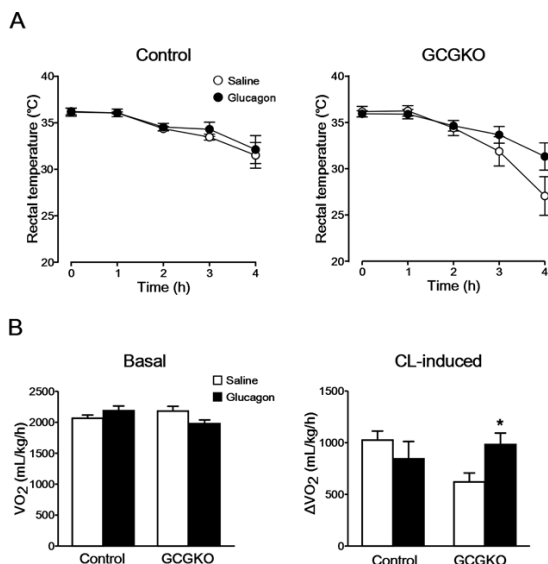 A
Control
GCGKO
Saline
Glucagon
Rectal temperature (°C)
40
35
30
25
20
0 1 2 3 4
Time (h)
Rectal temperature (°C)
40
35
30
25
20
0 1 2 3 4
Time (h)
B
Basal
CL-induced
Saline
Glucagon
VO2 (mL/kg/h)
2500
2000
1500
1000
500
0
Control GCGKO
ΔVO2 (mL/kg/h)
1500
1000
500
0
*
Control GCGKO